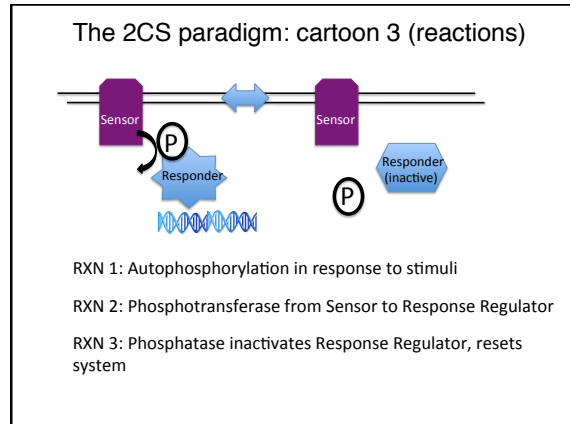 The 2CS paradigm: cartoon 3 (reactions)
Sensor
P
Responder
Sensor
P
Responder
(inactive)
RXN 1: Autophosphorylation in response to stimuli
RXN 2: Phosphotransferase from Sensor to Response Regulator
RXN 3: Phosphatase inactivates Response Regulator, resets
system